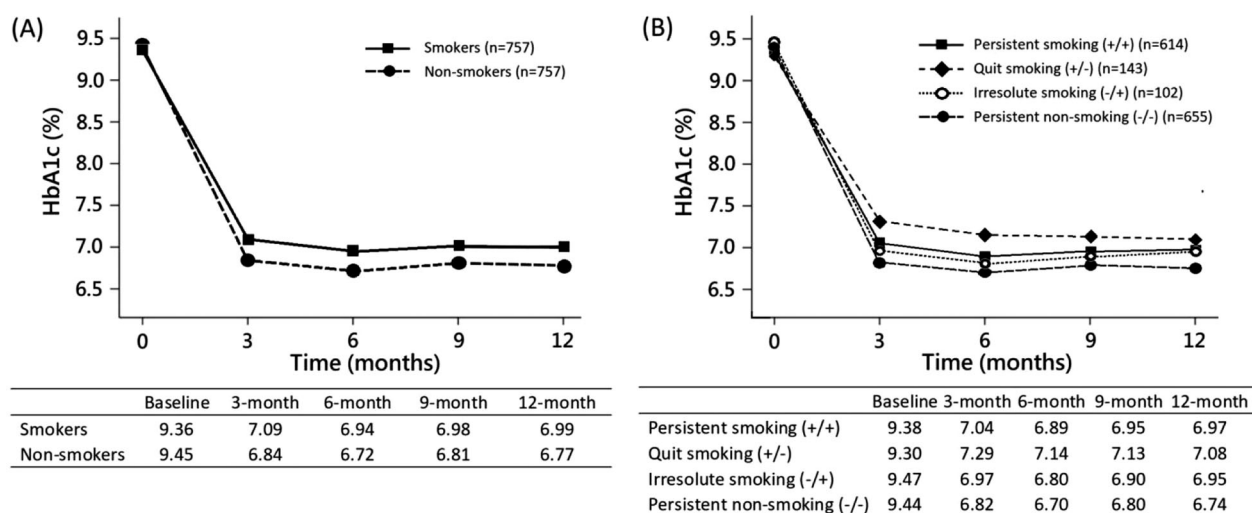 (A)
Smokers (n=757)
Non-smokers (n=757)
HbA1c (%)
9.5
9.0
8.5
8.0
7.5
7.0
6.5
0 3 6 9 12
Time (months)
Baseline 3-month 6-month 9-month 12-month
Smokers 9.36 7.09 6.94 6.98 6.99
Non-smokers 9.45 6.84 6.72 6.81 6.77
(B)
Persistent smoking (+/+) (n=614)
Quit smoking (+/-) (n=143)
Irresolute smoking (-/+) (n=102)
Persistent non-smoking (-/-) (n=655)
HbA1c (%)
9.5
9.0
8.5
8.0
7.5
7.0
6.5
0 3 6 9 12
Time (months)
Baseline 3-month 6-month 9-month 12-month
Persistent smoking (+/+) 9.38 7.04 6.89 6.95 6.97
Quit smoking (+/-) 9.30 7.29 7.14 7.13 7.08
Irresolute smoking (-/+) 9.47 6.97 6.80 6.90 6.95
Persistent non-smoking (-/-) 9.44 6.82 6.70 6.80 6.74